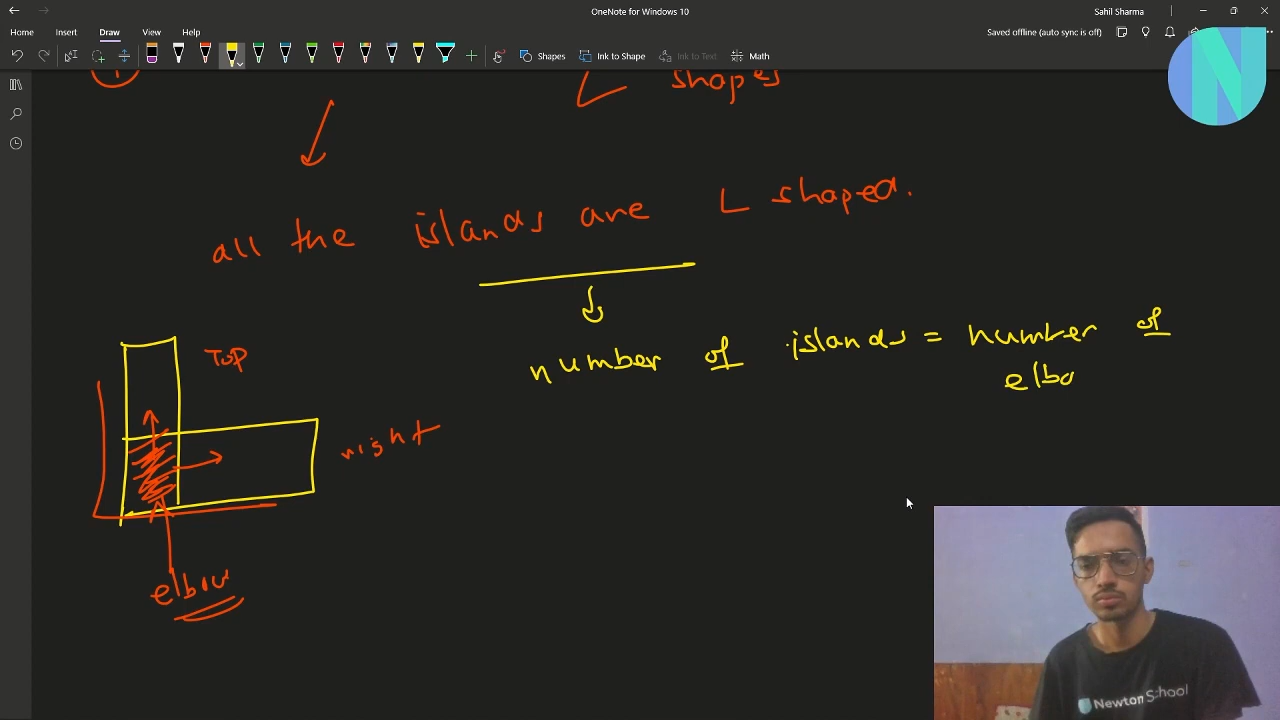 OneNote for Windows 10
Sahil Sharma
Home Insert Draw View Help
Saved offline (auto sync is off)
Shapes Ink to Shape Ink to Text Math
1
L shapes
all the islands are L shaped.
number of islands = number of
elbo
Top
right
elbow
Newton School
N